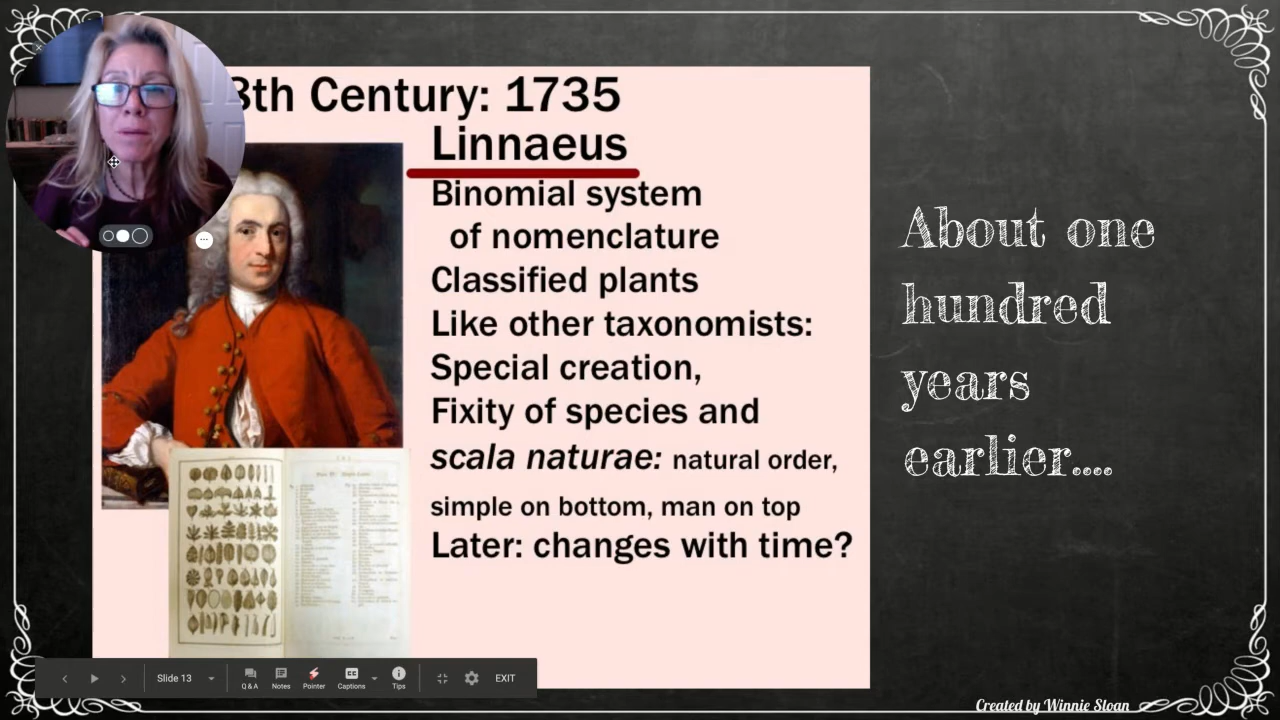 8th Century: 1735
Linnaeus
Binomial system
of nomenclature
Classified plants
Like other taxonomists:
Special creation,
Fixity of species and
scala naturae: natural order,
simple on bottom, man on top
Later: changes with time?
About one
hundred
years
earlier....
Slide 13
Q & A
Notes
Pointer
CC
Captions
Tips
EXIT
Created by Winnie Sloan